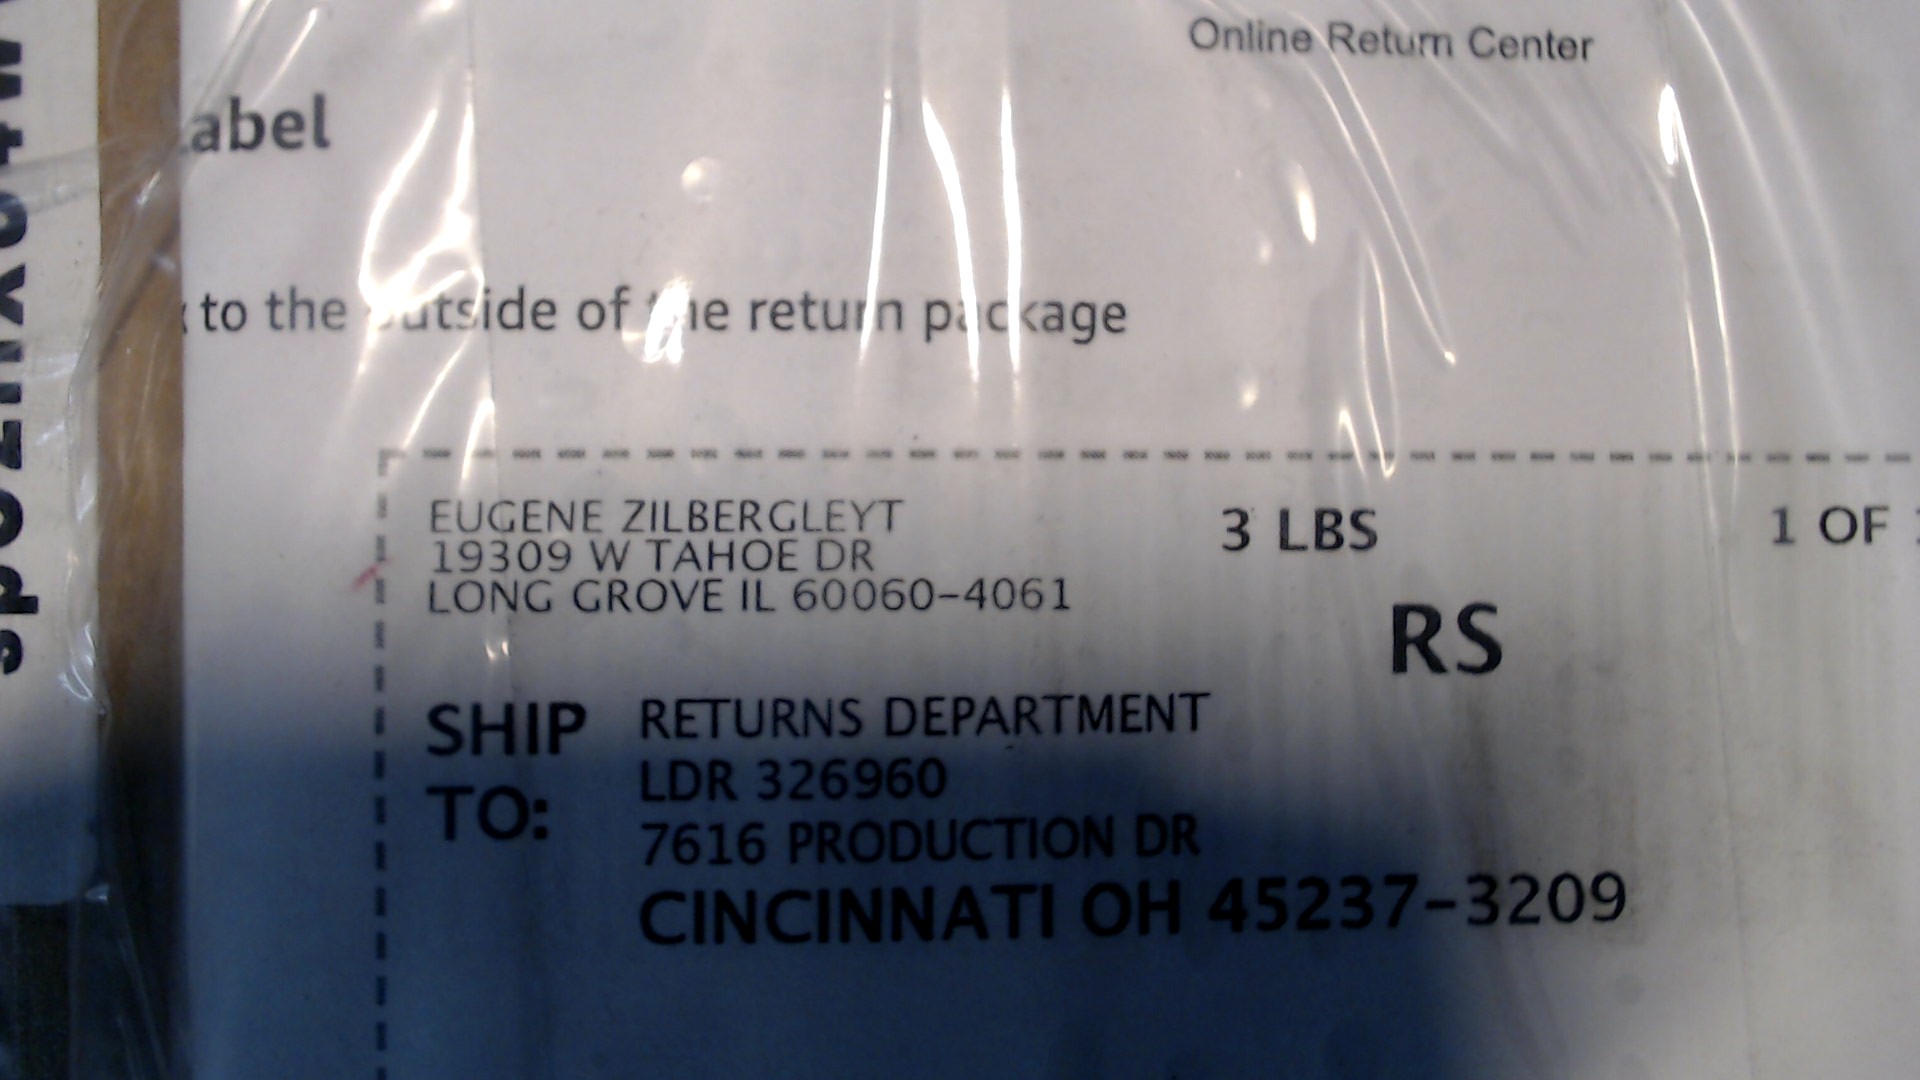 Online Return Center
abel
to the outside of the return package
EUGENE ZILBERGLEYT
19309 W TAHOE DR
LONG GROVE IL 60060-4061
3 LBS
1 OF
RS
SHIP TO:
RETURNS DEPARTMENT
LDR 326960
7616 PRODUCTION DR
CINCINNATI OH 45237-3209